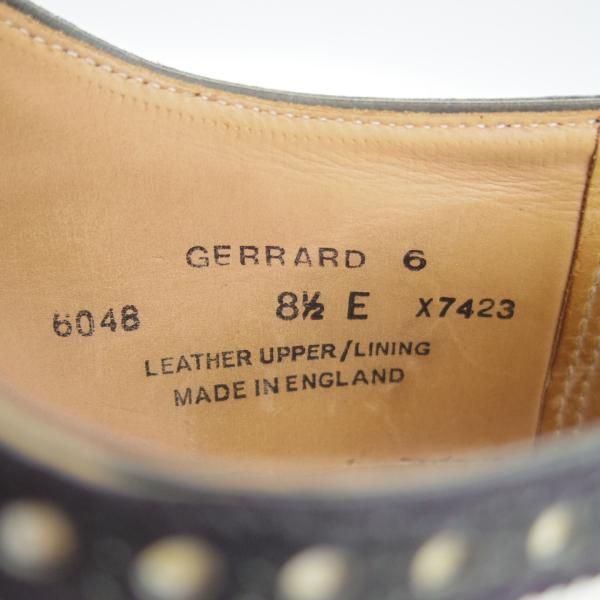 GERRARD 6
6048 8½ E X7423
LEATHER UPPER/LINING
MADE IN ENGLAND